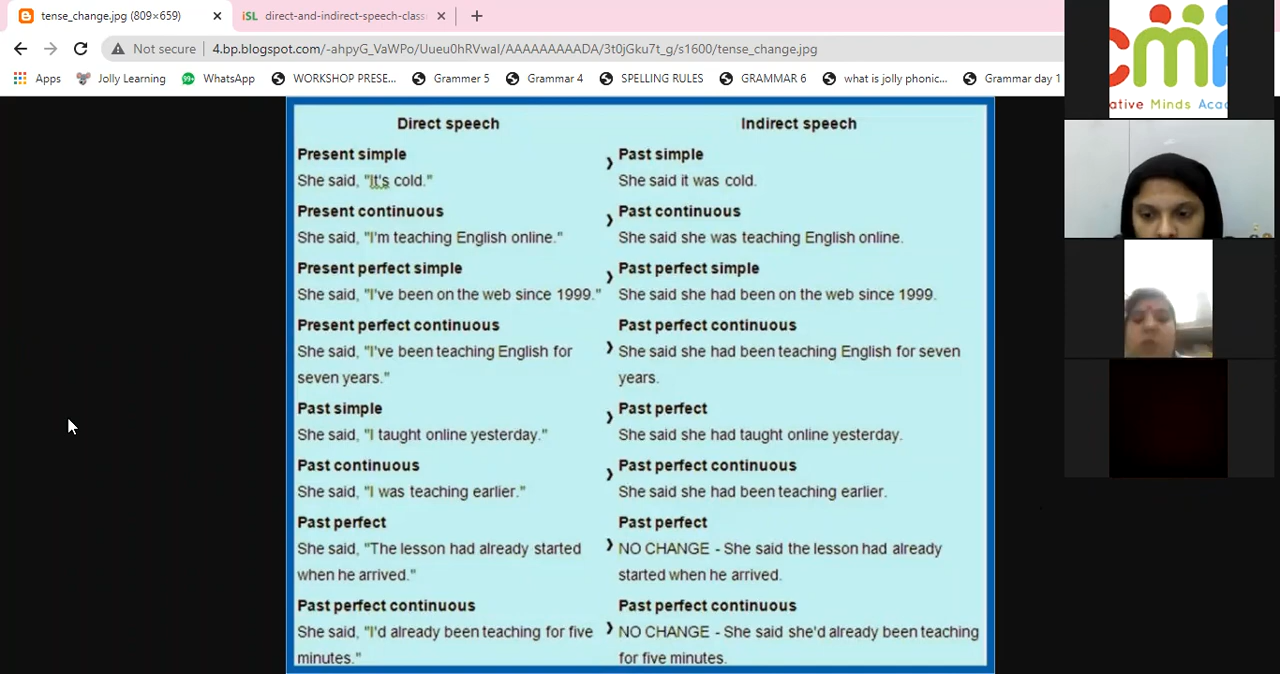 tense_change.jpg (809×659)
iSL direct-and-indirect-speech-class
Not secure 4.bp.blogspot.com/-ahpyG_VaWPo/Uueu0hRVwaI/AAAAAAAAADA/3t0jGku7t_g/s1600/tense_change.jpg
Apps Jolly Learning 99+ WhatsApp WORKSHOP PRESE... Grammer 5 Grammar 4 SPELLING RULES GRAMMAR 6 what is jolly phonic... Grammar day 1
cmA
ative Minds Aca
Direct speech Indirect speech
Present simple Past simple
She said, "It's cold." She said it was cold.
Present continuous Past continuous
She said, "I'm teaching English online." She said she was teaching English online.
Present perfect simple Past perfect simple
She said, "I've been on the web since 1999." She said she had been on the web since 1999.
Present perfect continuous Past perfect continuous
She said, "I've been teaching English for She said she had been teaching English for seven
seven years." years.
Past simple Past perfect
She said, "I taught online yesterday." She said she had taught online yesterday.
Past continuous Past perfect continuous
She said, "I was teaching earlier." She said she had been teaching earlier.
Past perfect Past perfect
She said, "The lesson had already started NO CHANGE - She said the lesson had already
when he arrived." started when he arrived.
Past perfect continuous Past perfect continuous
She said, "I'd already been teaching for five NO CHANGE - She said she'd already been teaching
minutes." for five minutes.